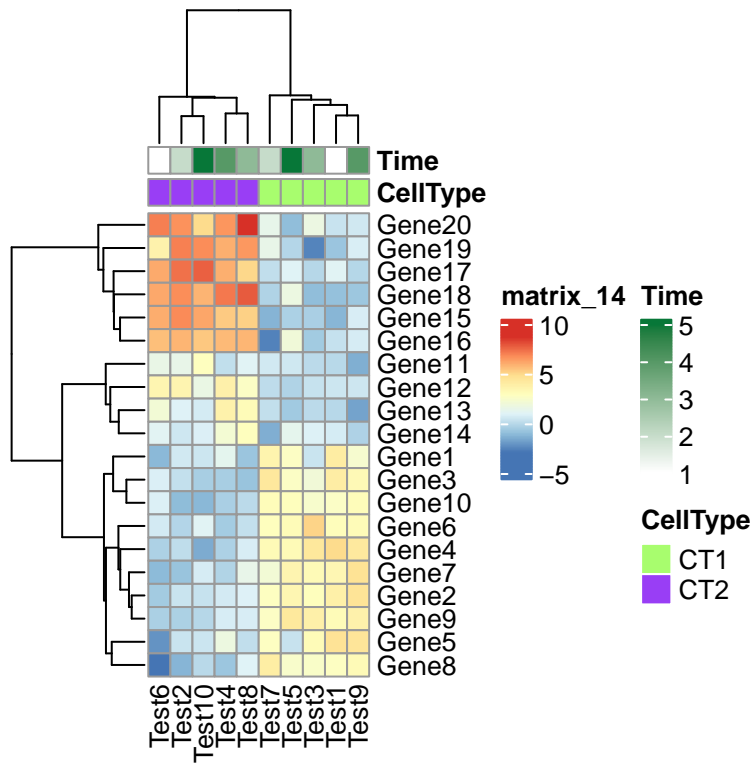 Time
CellType
Gene20
Gene19
Gene17
Gene18
Gene15
Gene16
Gene11
Gene12
Gene13
Gene14
Gene1
Gene3
Gene10
Gene6
Gene4
Gene7
Gene2
Gene9
Gene5
Gene8
Test6
Test2
Test10
Test4
Test8
Test7
Test5
Test3
Test1
Test9
matrix_14
10
5
0
−5
Time
5
4
3
2
1
CellType
CT1
CT2